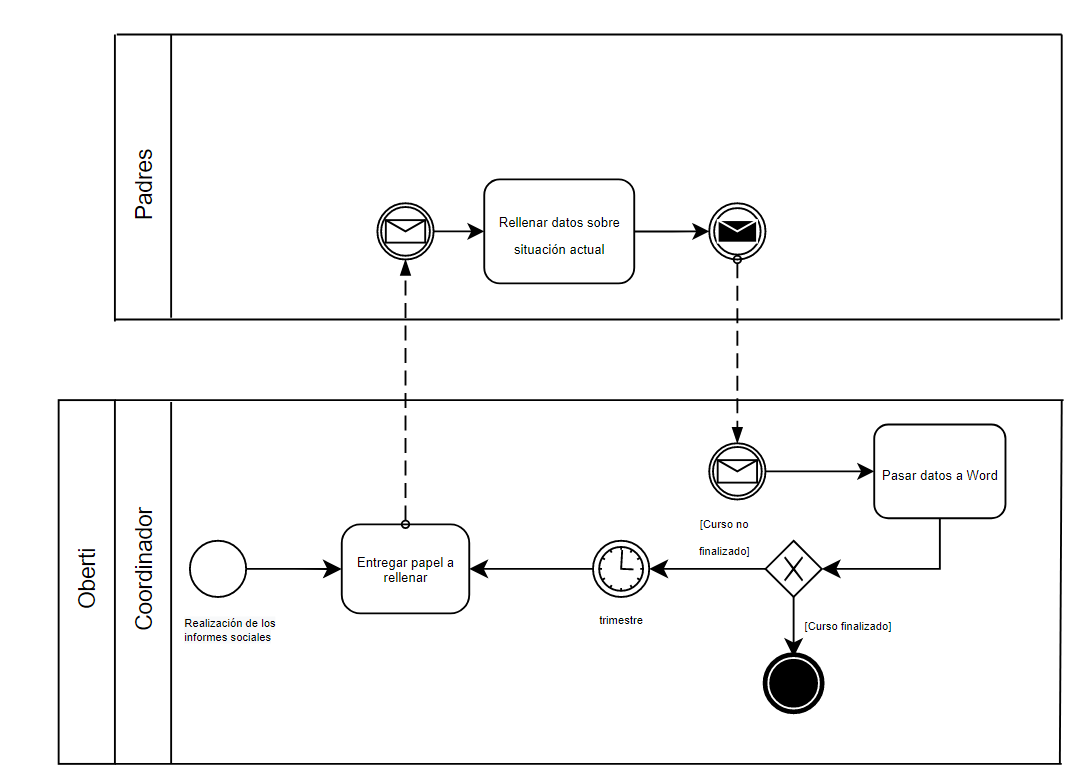 Padres
Rellenar datos sobre
situación actual
Oberti
Coordinador
Realización de los
informes sociales
Entregar papel a
rellenar
trimestre
[Curso no
finalizado]
Pasar datos a Word
[Curso finalizado]